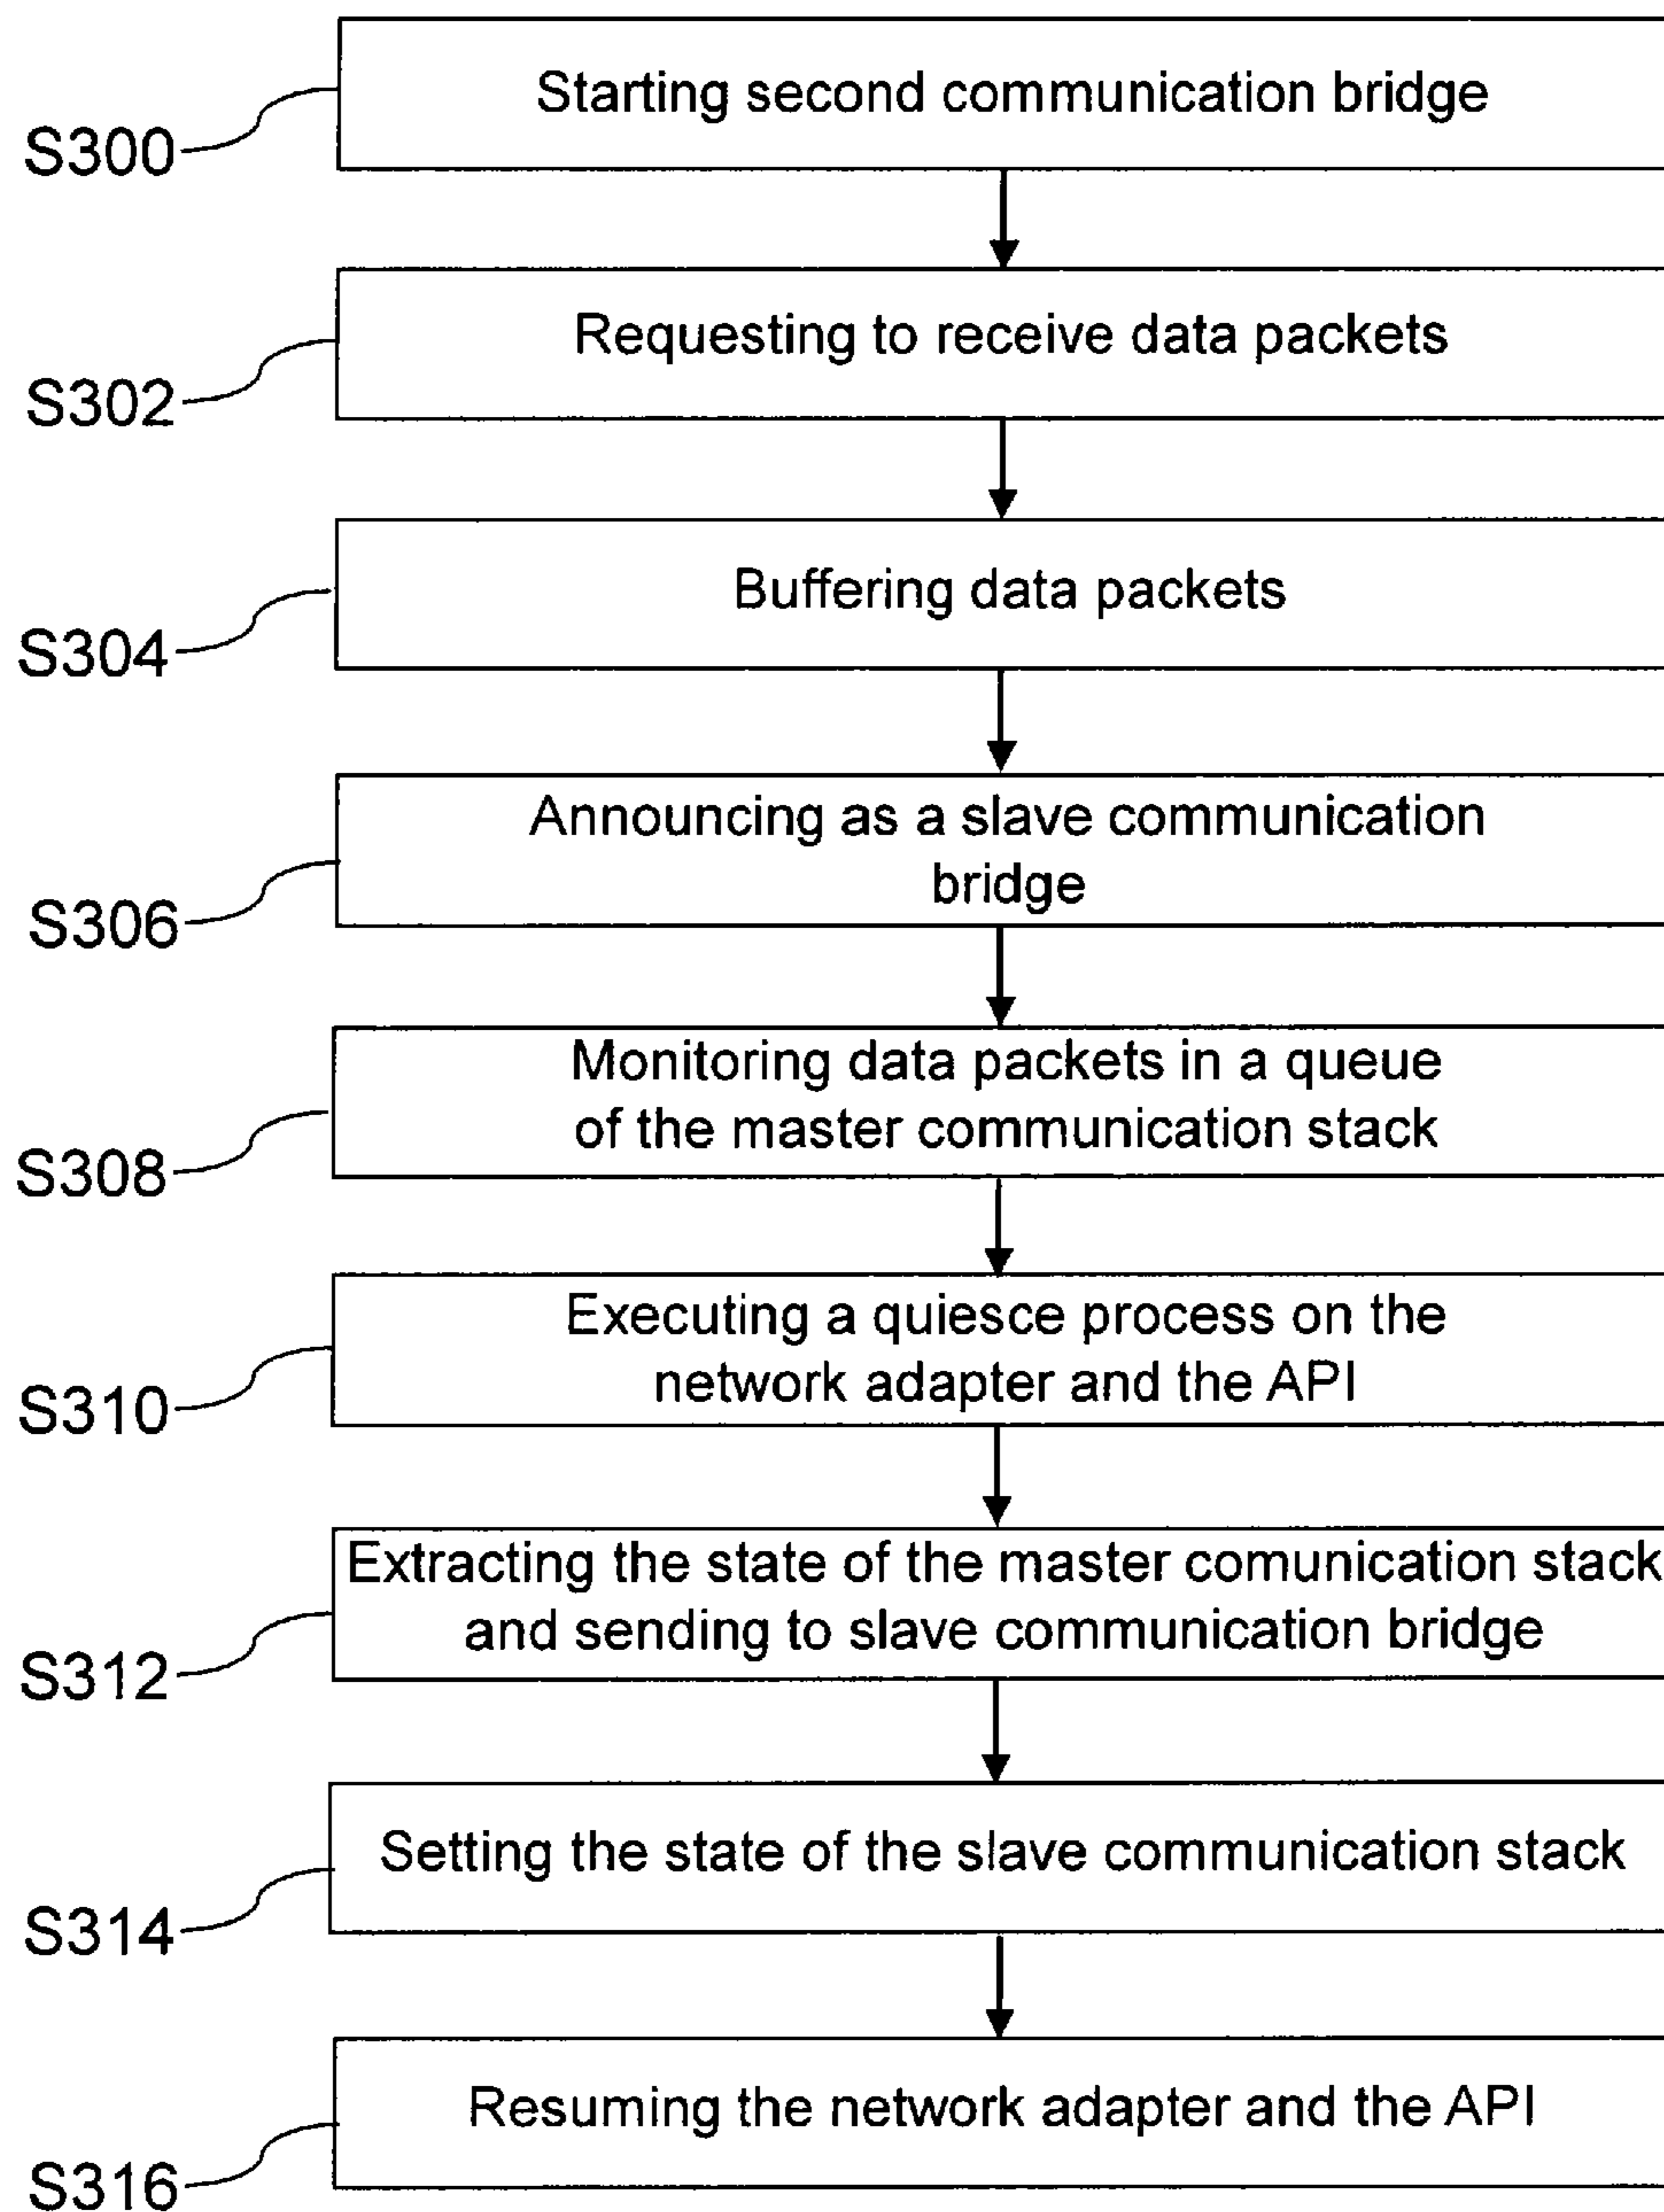 Starting second communication bridge
S300
Requesting to receive data packets
S302
Buffering data packets
S304
Announcing as a slave communication
bridge
S306
Monitoring data packets in a queue
of the master communication stack
S308
Executing a quiesce process on the
network adapter and the API
S310
Extracting the state of the master comunication stack
and sending to slave communication bridge
S312
Setting the state of the slave communication stack
S314
Resuming the network adapter and the API
S316